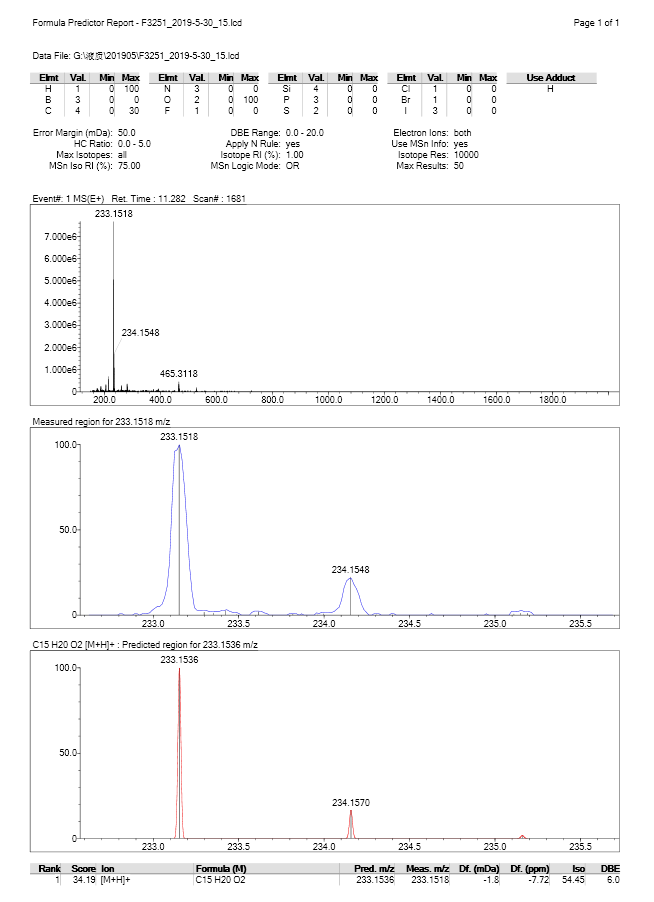 Formula Predictor Report - F3251_2019-5-30_15.lcd Page 1 of 1
Data File: G:\液质\201905\F3251_2019-5-30_15.lcd
Elmt Val. Min Max Elmt Val. Min Max Elmt Val. Min Max Elmt Val. Min Max Use Adduct
H 1 0 100 N 3 0 0 Si 4 0 0 Cl 1 0 0 H
B 3 0 0 O 2 0 100 P 3 0 0 Br 1 0 0
C 4 0 30 F 1 0 0 S 2 0 0 I 3 0 0
Error Margin (mDa): 50.0 DBE Range: 0.0 - 20.0 Electron Ions: both
HC Ratio: 0.0 - 5.0 Apply N Rule: yes Use MSn Info: yes
Max Isotopes: all Isotope RI (%): 1.00 Isotope Res: 10000
MSn Iso RI (%): 75.00 MSn Logic Mode: OR Max Results: 50
Event#: 1 MS(E+) Ret. Time : 11.282 Scan# : 1681
233.1518
7.000e6
6.000e6
5.000e6
4.000e6
3.000e6
234.1548
2.000e6
465.3118
1.000e6
0
200.0 400.0 600.0 800.0 1000.0 1200.0 1400.0 1600.0 1800.0
Measured region for 233.1518 m/z
233.1518
100.0
50.0
234.1548
0
233.0 233.5 234.0 234.5 235.0 235.5
C15 H20 O2 [M+H]+ : Predicted region for 233.1536 m/z
233.1536
100.0
50.0
234.1570
0
233.0 233.5 234.0 234.5 235.0 235.5
Rank Score Ion Formula (M) Pred. m/z Meas. m/z Df. (mDa) Df. (ppm) Iso DBE
1 34.19 [M+H]+ C15 H20 O2 233.1536 233.1518 -1.8 -7.72 54.45 6.0